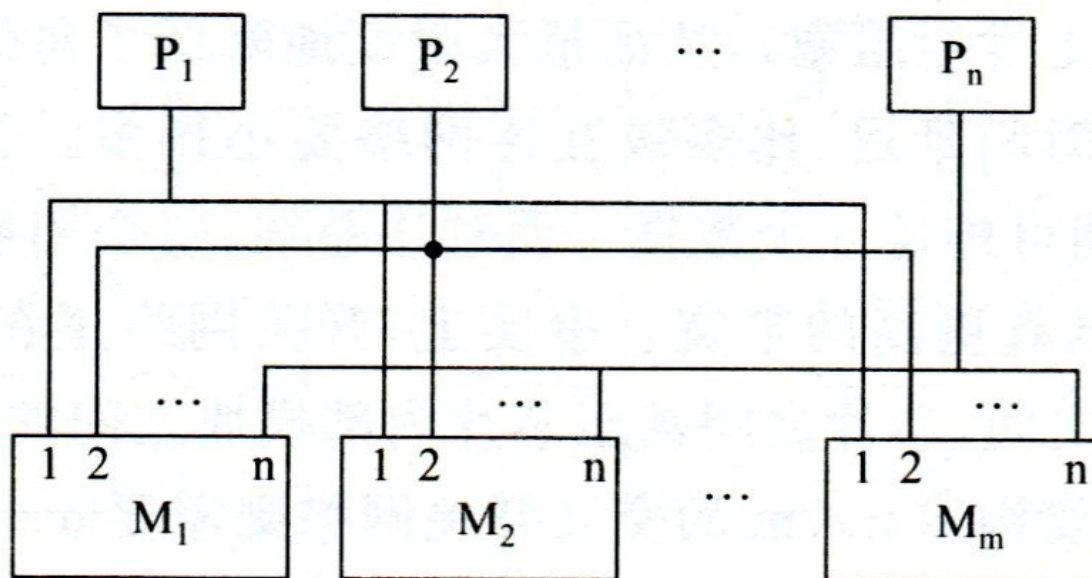 P₁ P₂ ... Pₙ
... ... ...
1 2 n 1 2 n 1 2 n
M₁ M₂ ... Mₘ